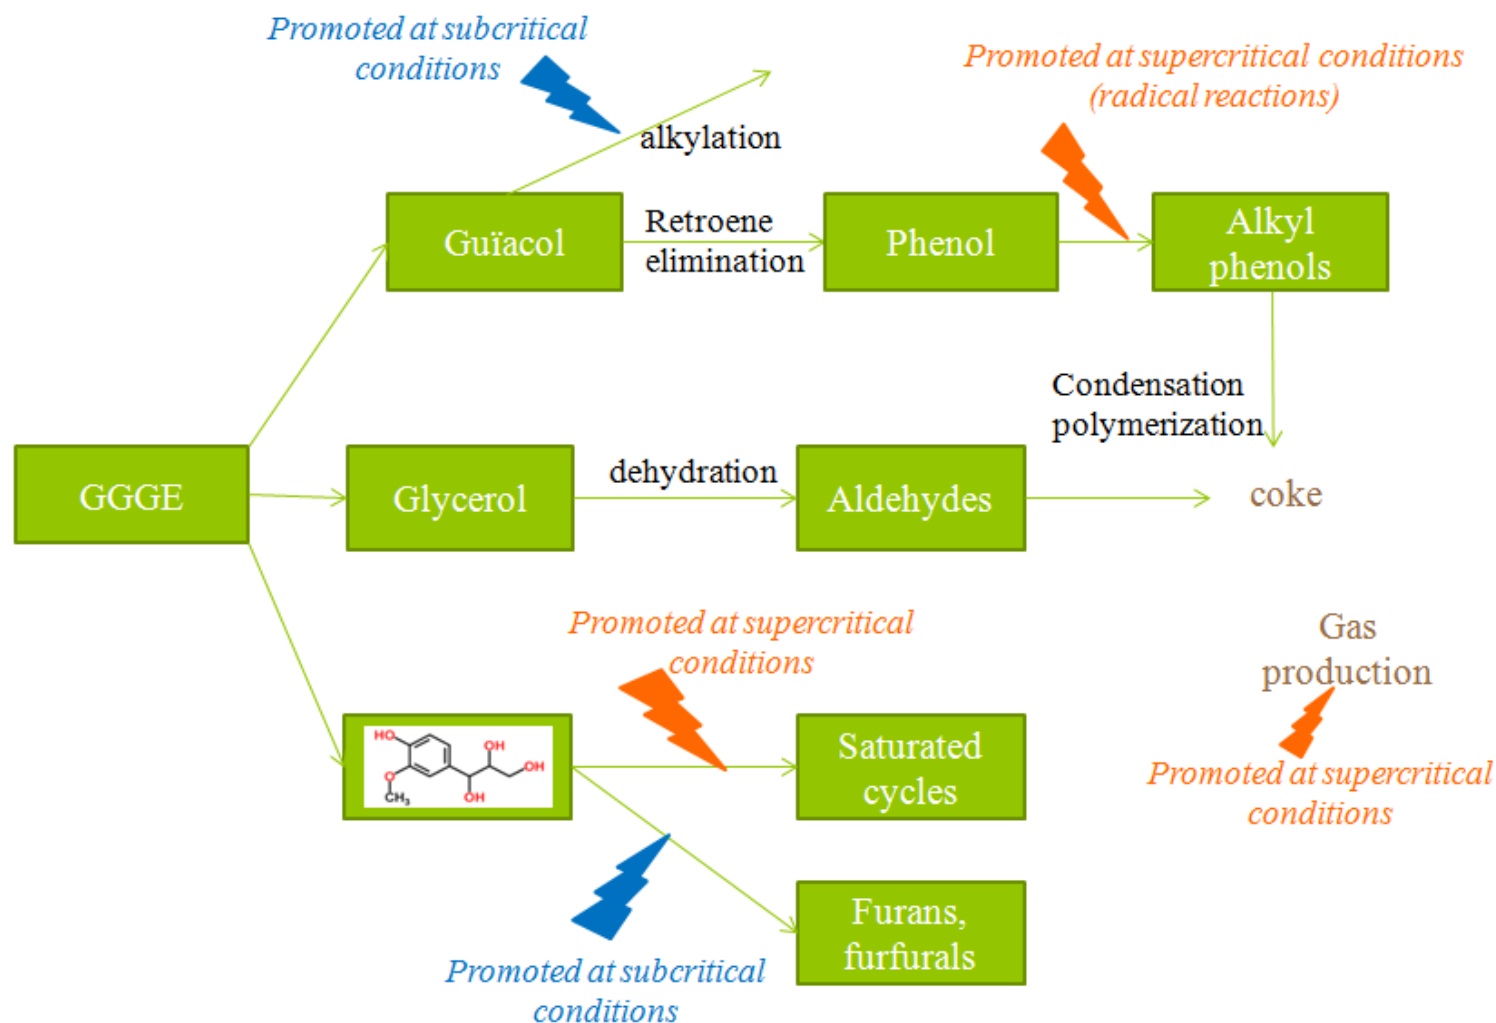 Promoted at subcritical
conditions
Promoted at supercritical conditions
(radical reactions)
alkylation
Guïacol
Retroene
elimination
Phenol
Alkyl
phenols
Condensation
polymerization
GGGE
Glycerol
dehydration
Aldehydes
coke
Promoted at supercritical
conditions
Gas
production
HO
O
CH₃
OH
OH
OH
Saturated
cycles
Promoted at supercritical
conditions
Furans,
furfurals
Promoted at subcritical
conditions